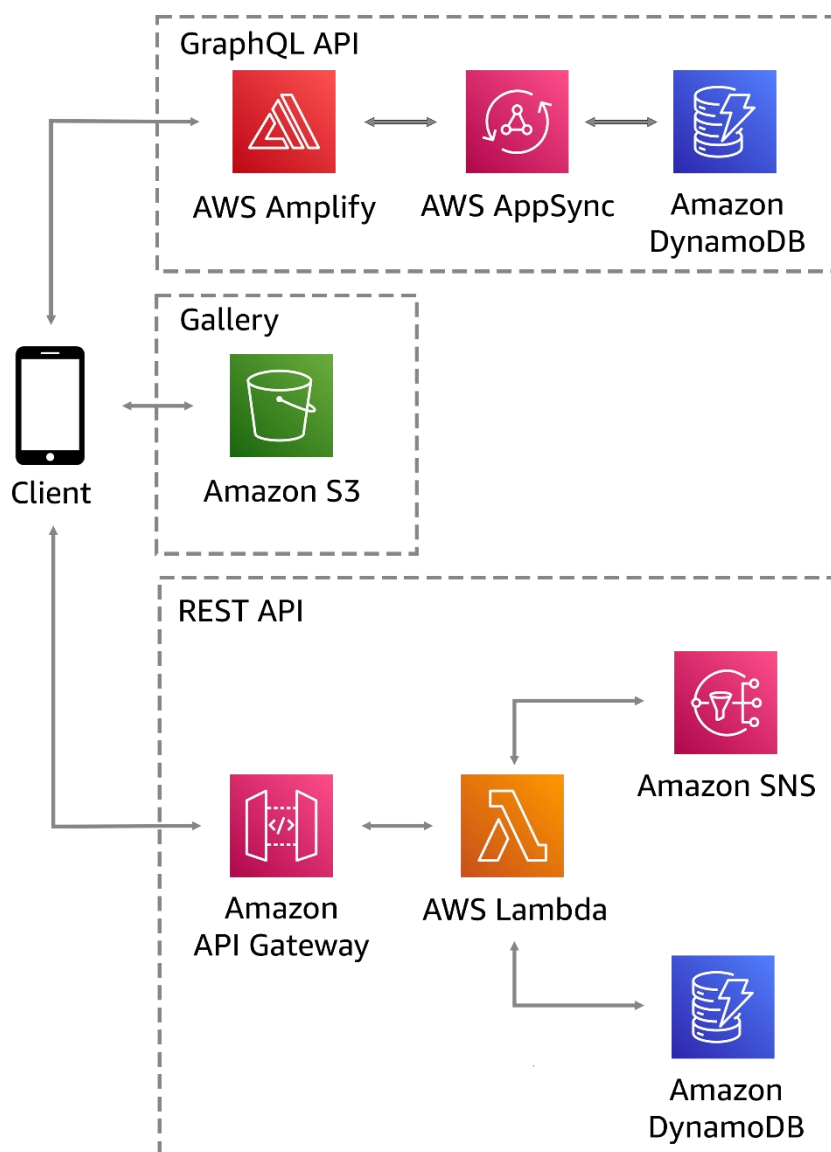 GraphQL API
AWS Amplify
AWS AppSync
Amazon
DynamoDB
Gallery
Amazon S3
Client
REST API
Amazon SNS
</>
Amazon
API Gateway
AWS Lambda
Amazon
DynamoDB